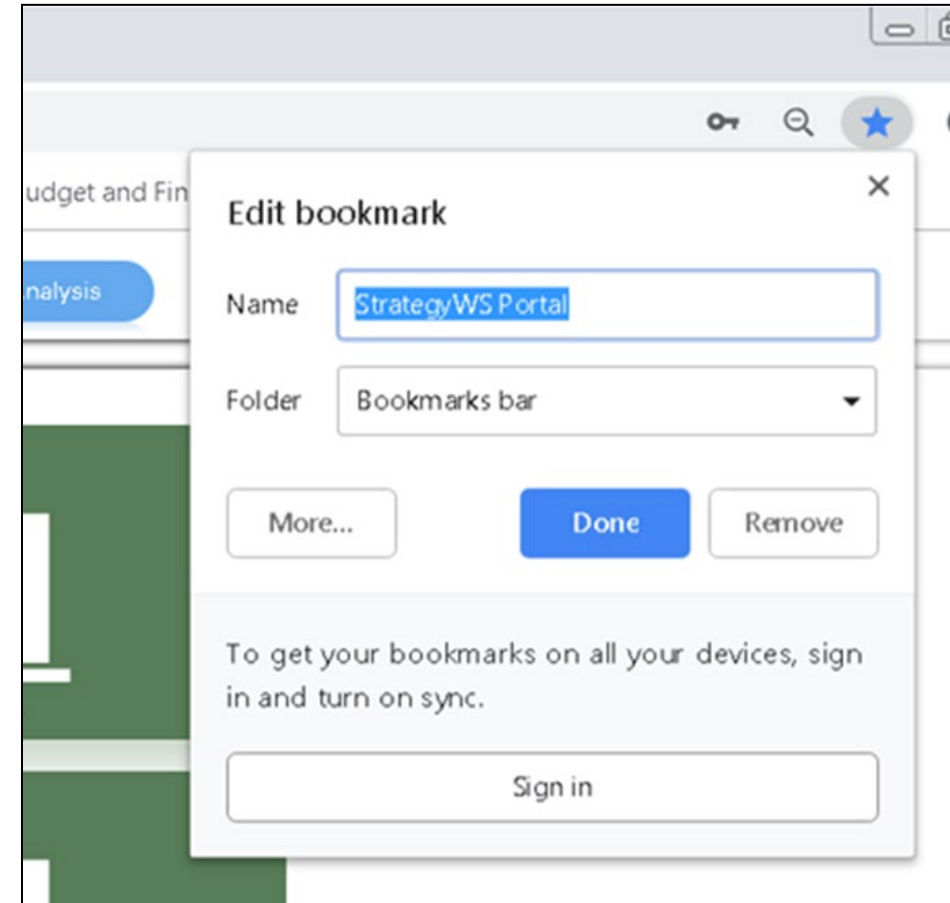 udget and Fin
Edit bookmark
nalysis
Name StrategyWS Portal
Folder Bookmarks bar
More... Done Remove
To get your bookmarks on all your devices, sign
in and turn on sync.
Sign in